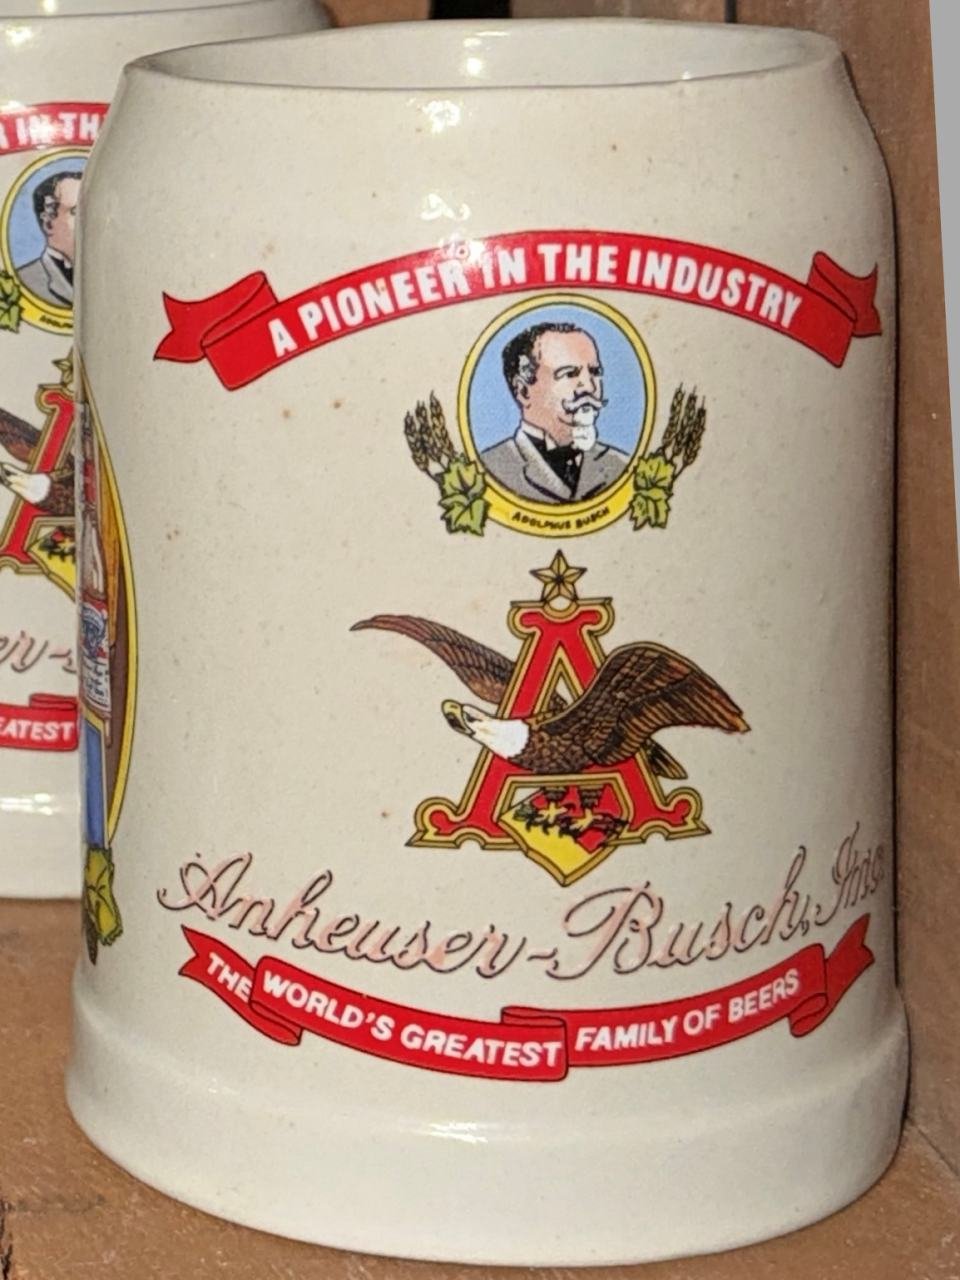 A PIONEER IN THE INDUSTRY
ADOLPHUS BUSCH
A
Anheuser-Busch, Inc.
THE WORLD'S GREATEST FAMILY OF BEERS
R IN THE
A
EATEST